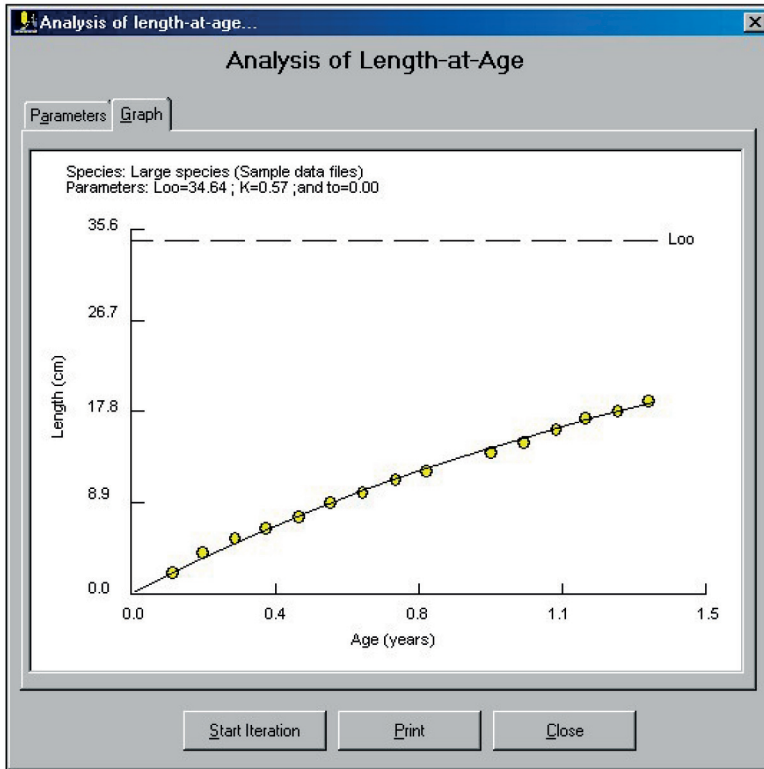 Analysis of length-at-age...
Analysis of Length-at-Age
Parameters Graph
Species: Large species (Sample data files)
Parameters: Loo=34.64 ; K=0.57 ;and to=0.00
35.6
Loo
26.7
17.8
8.9
0.0
Length (cm)
0.0 0.4 0.8 1.1 1.5
Age (years)
Start Iteration Print Close